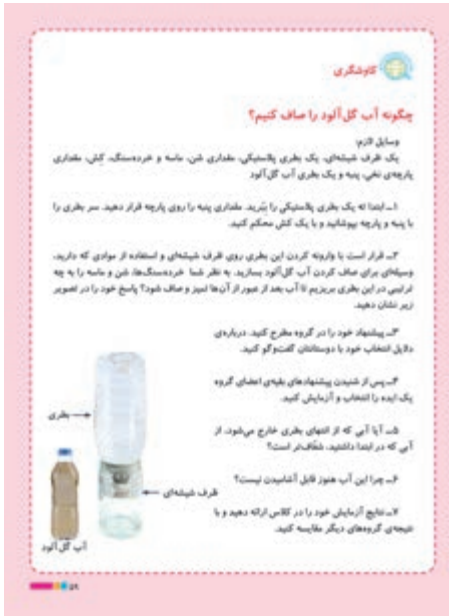 کاوشگری
چگونه آب گل‌آلود را صاف کنیم؟
وسایل لازم:
یک ظرف شیشه‌ای، یک بطری پلاستیکی، مقداری شن، ماسه و خرده‌سنگ، کِش، مقداری
پارچه‌ی نخی، پنبه و یک بطری آب گل‌آلود
۱ــ ابتدا ته یک بطری پلاستیکی را ببُرید. مقداری پنبه را روی پارچه قرار دهید. سر بطری را
با پنبه و پارچه بپوشانید و با یک کش محکم کنید.
۲ــ قرار است با وارونه کردن این بطری روی ظرف شیشه‌ای و استفاده از موادی که دارید،
وسیله‌ای برای صاف کردن آب گل‌آلود بسازید. به نظر شما خرده‌سنگ‌ها، شن و ماسه را به چه
ترتیبی در این بطری بریزیم تا آب بعد از عبور از آن‌ها تمیز و صاف شود؟ پاسخ خود را در تصویر
زیر نشان دهید.
۳ــ پیشنهاد خود را در گروه مطرح کنید. درباره‌ی
دلایل انتخاب خود با دوستانتان گفت‌وگو کنید.
۴ــ پس از شنیدن پیشنهادهای بقیه‌ی اعضای گروه
یک ایده را انتخاب و آزمایش کنید.
بطری
۵ــ آیا آبی که از انتهای بطری خارج می‌شود، از
آبی که در ابتدا داشتید، شفّاف‌تر است؟
۶ــ چرا این آب هنوز قابل آشامیدن نیست؟
ظرف شیشه‌ای
۷ــ نتایج آزمایش خود را در کلاس ارائه دهید و با
نتیجه‌ی گروه‌های دیگر مقایسه کنید.
آب گل‌آلود
۵۹